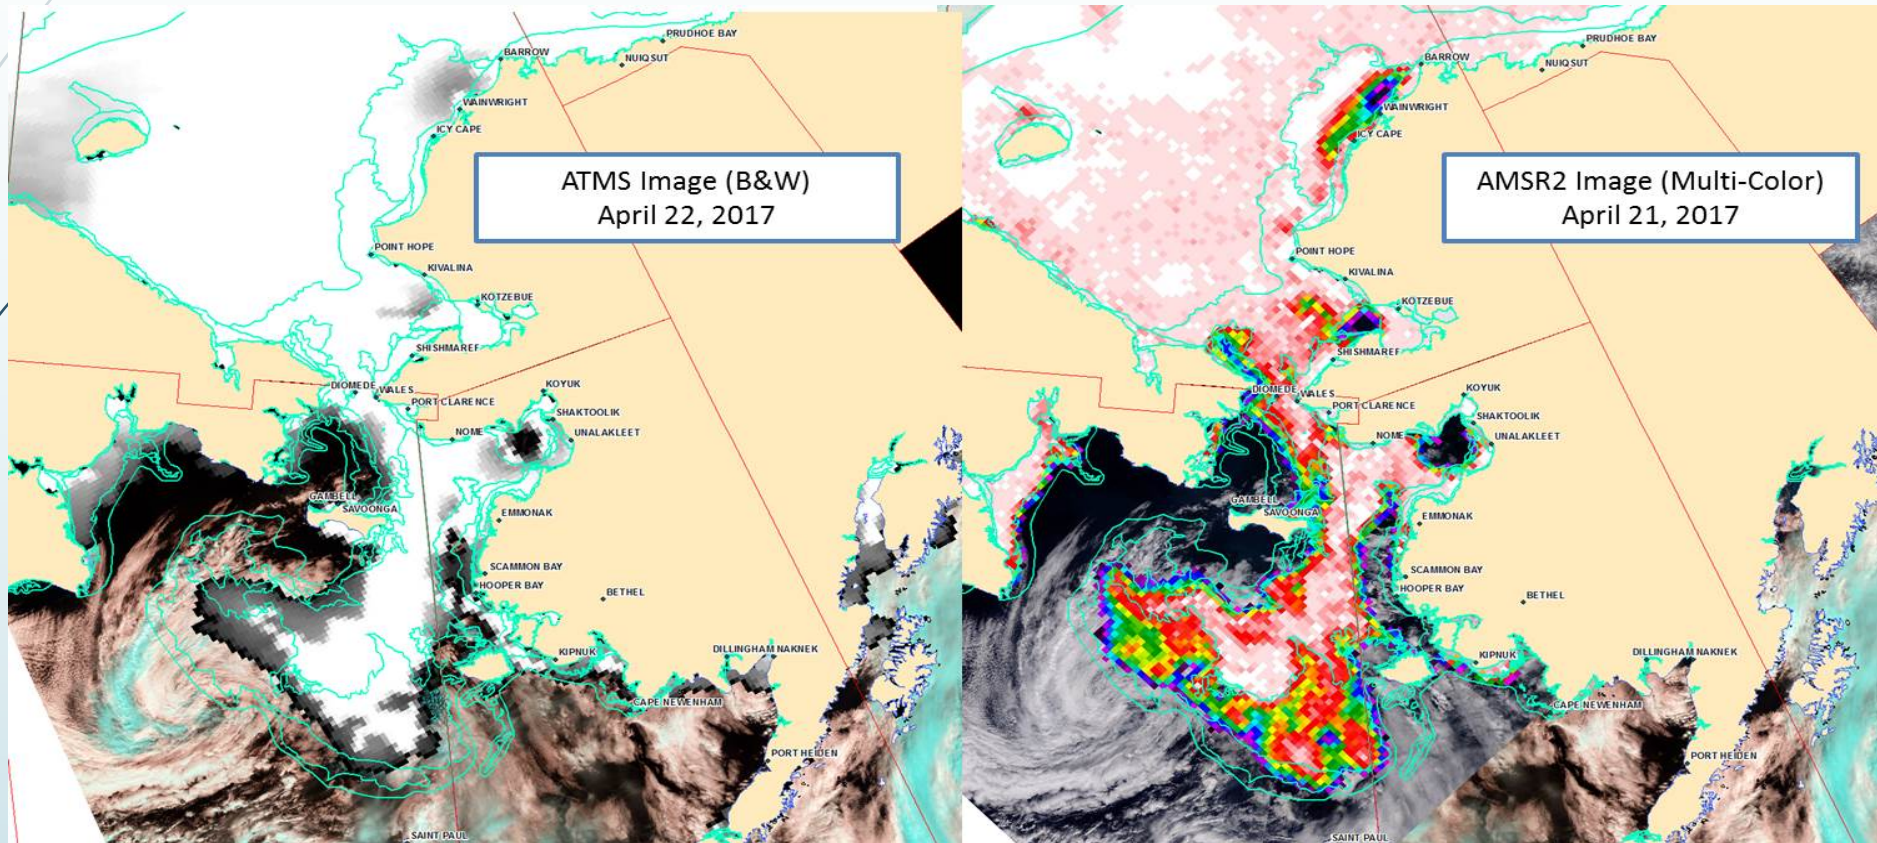 PRUDHOE BAY
BARROW
NUIQSUT
WAINWRIGHT
ICY CAPE
ATMS Image (B&W)
April 22, 2017
POINT HOPE
KIVALINA
KOTZEBUE
SHISHMAREF
DIOMEDE
WALES
KOYUK
PORT CLARENCE
SHAKTOOLIK
NOME
UNALAKLEET
GAMBELL
SAVOONGA
EMMONAK
SCAMMON BAY
HOOPER BAY
BETHEL
KIPNUK
DILLINGHAM
NAKNEK
CAPE NEWENHAM
PORT HEIDEN
SAINT PAUL
PRUDHOE BAY
BARROW
NUIQSUT
WAINWRIGHT
ICY CAPE
AMSR2 Image (Multi-Color)
April 21, 2017
POINT HOPE
KIVALINA
KOTZEBUE
SHISHMAREF
DIOMEDE
WALES
KOYUK
PORT CLARENCE
SHAKTOOLIK
NOME
UNALAKLEET
GAMBELL
SAVOONGA
EMMONAK
SCAMMON BAY
HOOPER BAY
BETHEL
KIPNUK
DILLINGHAM
NAKNEK
CAPE NEWENHAM
PORT HEIDEN
SAINT PAUL